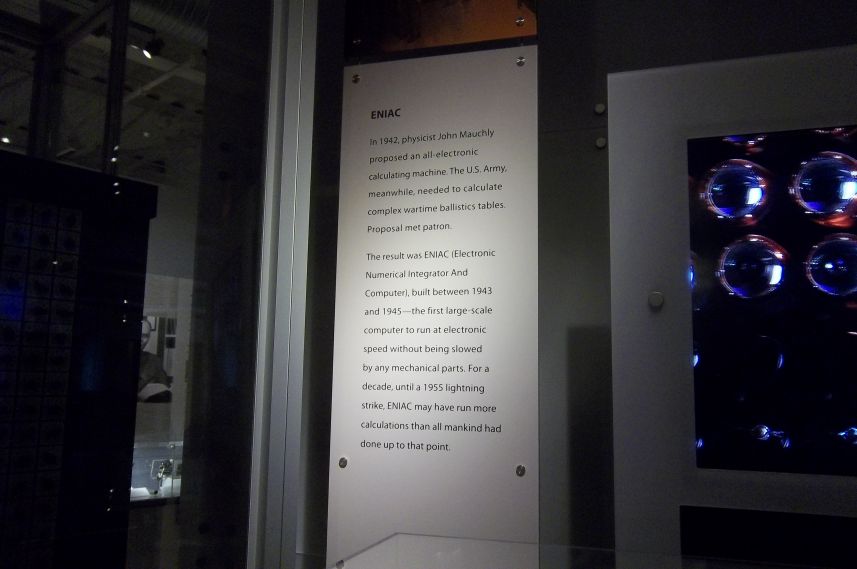 ENIAC
In 1942, physicist John Mauchly
proposed an all-electronic
calculating machine. The U.S. Army,
meanwhile, needed to calculate
complex wartime ballistics tables.
Proposal met patron.
The result was ENIAC (Electronic
Numerical Integrator And
Computer), built between 1943
and 1945—the first large-scale
computer to run at electronic
speed without being slowed
by any mechanical parts. For a
decade, until a 1955 lightning
strike, ENIAC may have run more
calculations than all mankind had
done up to that point.